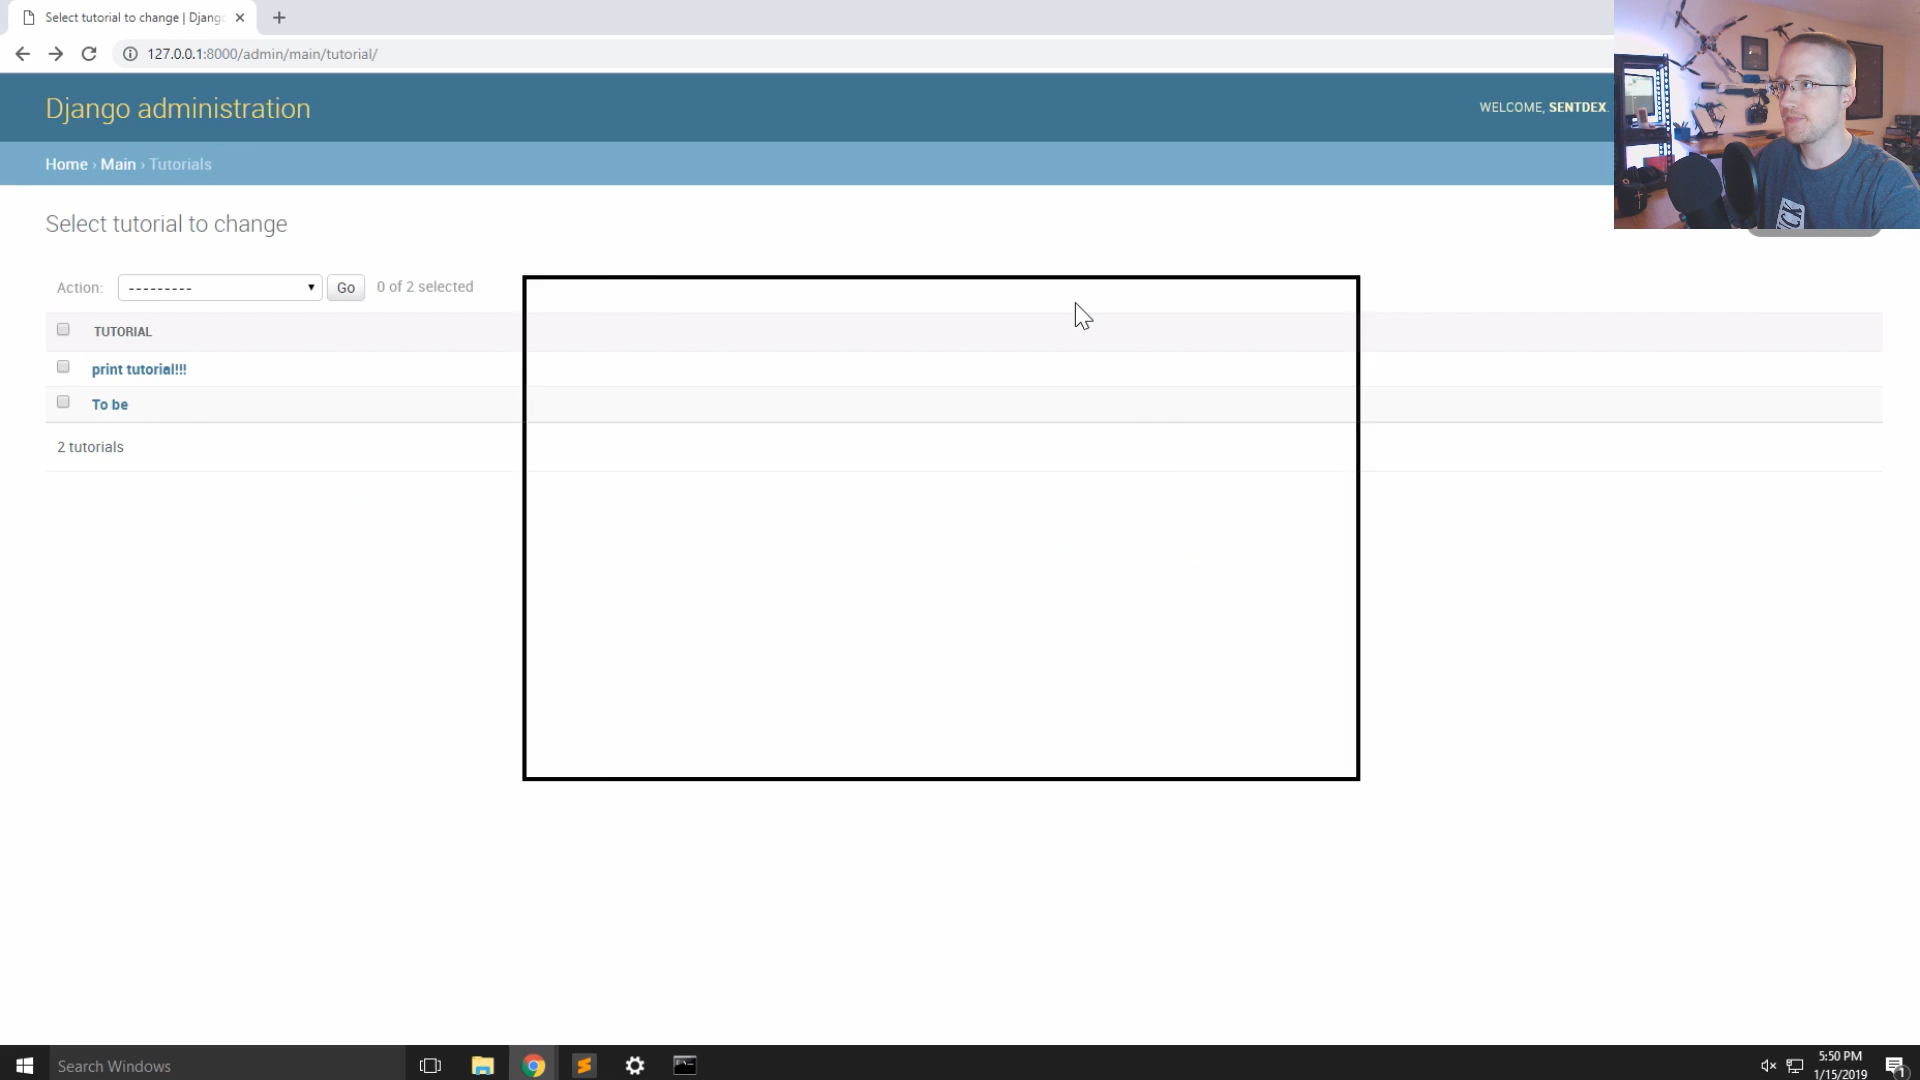 Select tutorial to change | Djang
127.0.0.1:8000/admin/main/tutorial/
Django administration
WELCOME, SENTDEX.
Home › Main › Tutorials
Select tutorial to change
Action: --------- Go 0 of 2 selected
TUTORIAL
print tutorial!!!
To be
2 tutorials
Search Windows
5:50 PM
1/15/2019
1